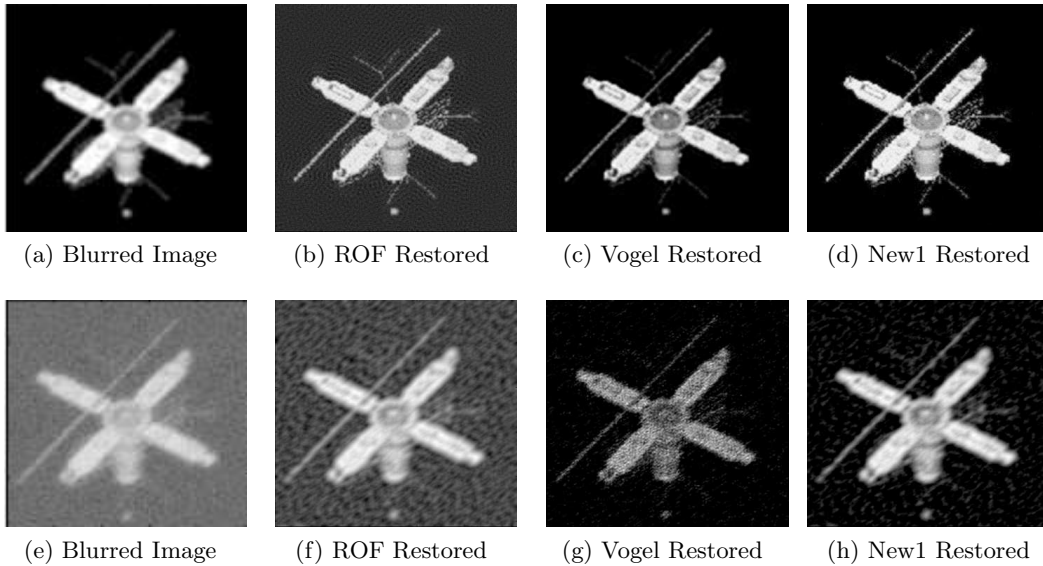 (a) Blurred Image
(b) ROF Restored
(c) Vogel Restored
(d) New1 Restored
(e) Blurred Image
(f) ROF Restored
(g) Vogel Restored
(h) New1 Restored